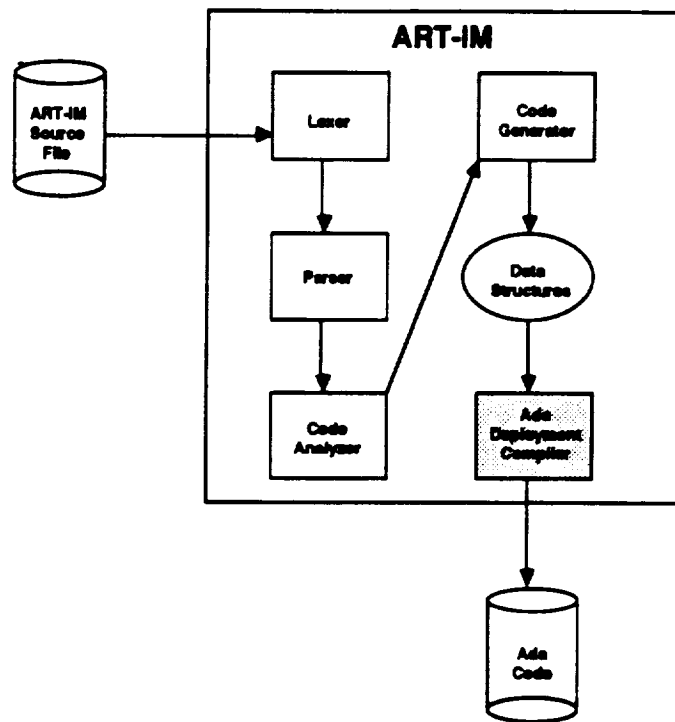 ART-IM
ART-IM
Source
File
Lexer
Code
Generator
Parser
Data
Structures
Code
Analyzer
Ada
Deployment
Compiler
Ada
Code